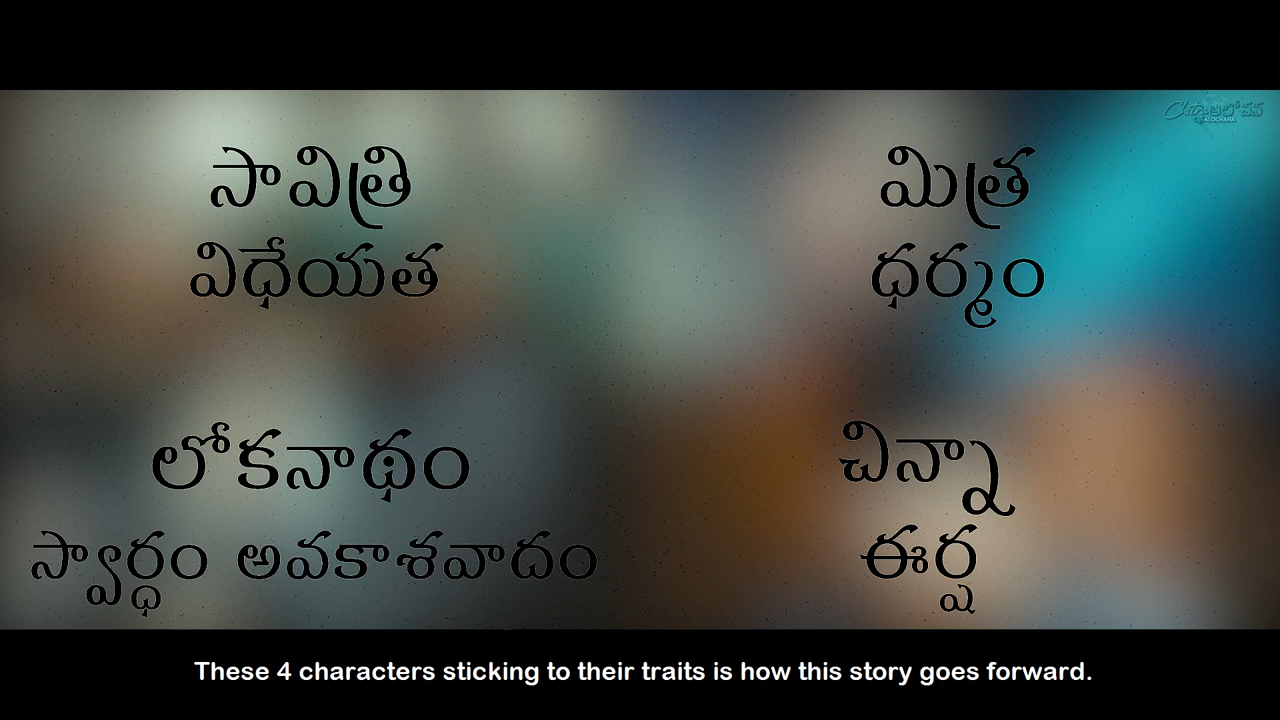 సావిత్రి
విధేయత
మిత్ర
ధర్మం
లోకనాథం
స్వార్ధం అవకాశవాదం
చిన్నా
ఈర్ష
These 4 characters sticking to their traits is how this story goes forward.